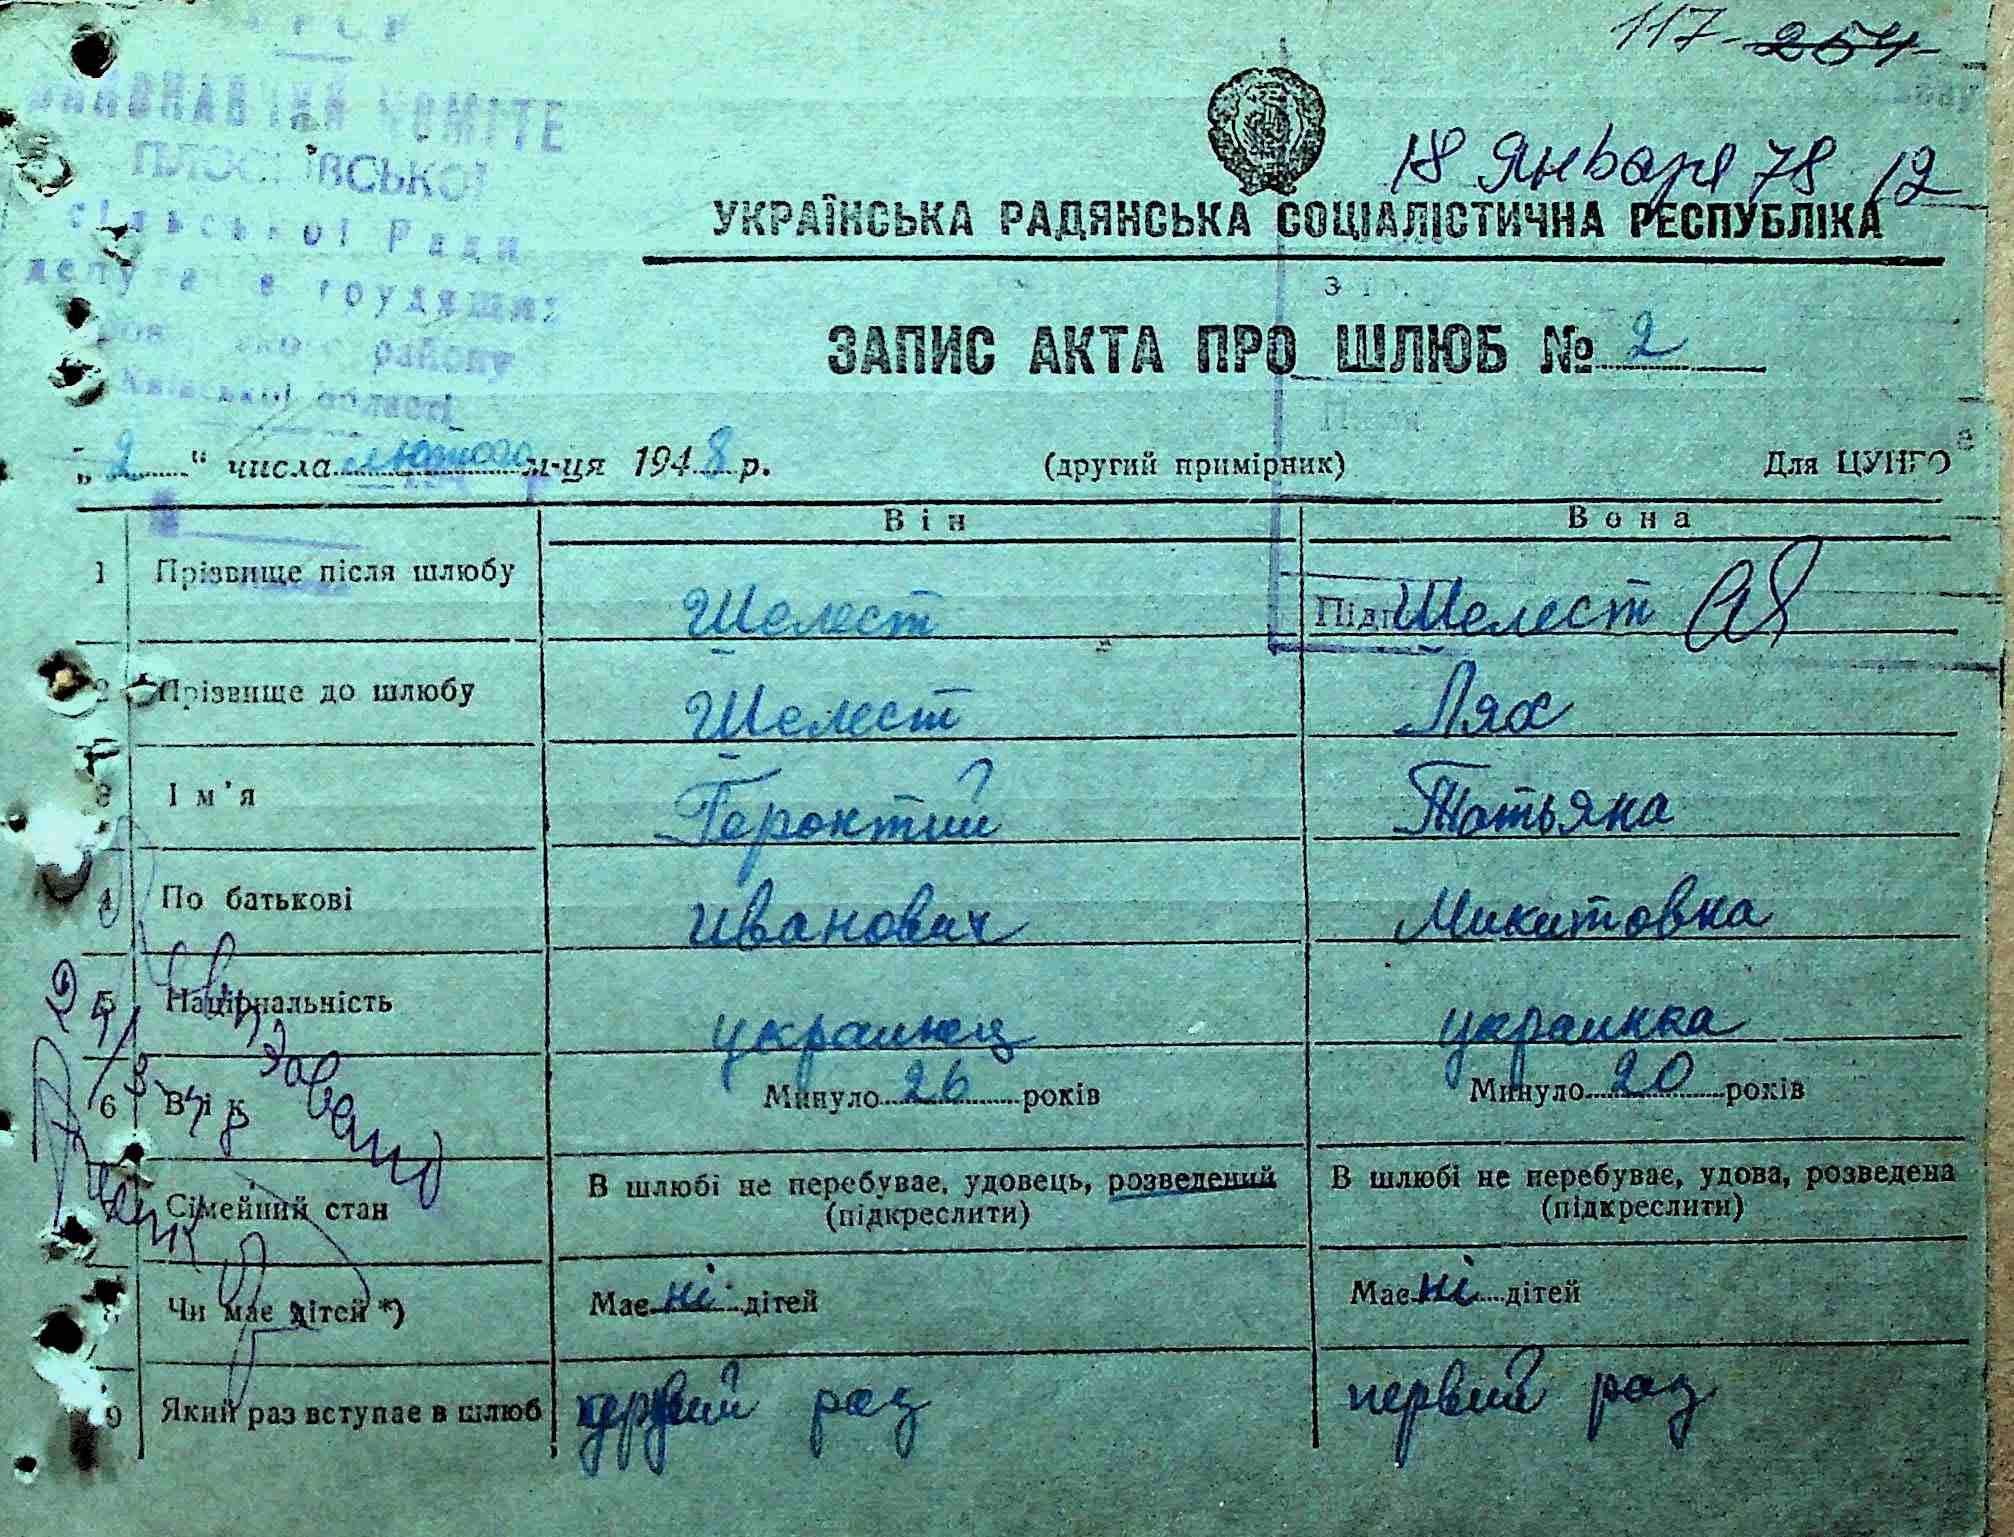 117-254-
18 января 78 12
УРСР
ВИКОНАВЧИЙ КОМІТЕ
сільської Ради
району
Київської області
УКРАЇНСЬКА РАДЯНСЬКА СОЦІАЛІСТИЧНА РЕСПУБЛІКА
ЗАПИС АКТА ПРО ШЛЮБ № 2
„2“ числа лютого м-ця 1948 р. (другий примірник) Для ЦУНГО
Він Вона
1 Прізвище після шлюбу Шелест Шелест
2 Прізвище до шлюбу Шелест Лях
3 Ім'я Геронтий Татьяна
4 По батькові Иванович Микитовна
5 Національність украинец украинка
6 Вік Минуло 26 років Минуло 20 років
Сімейний стан В шлюбі не перебуває, удовець, розведений В шлюбі не перебуває, удова, розведена
(підкреслити) (підкреслити)
8 Чи має дітей *) Має ні дітей Має ні дітей
9 Який раз вступає в шлюб другий раз первий раз